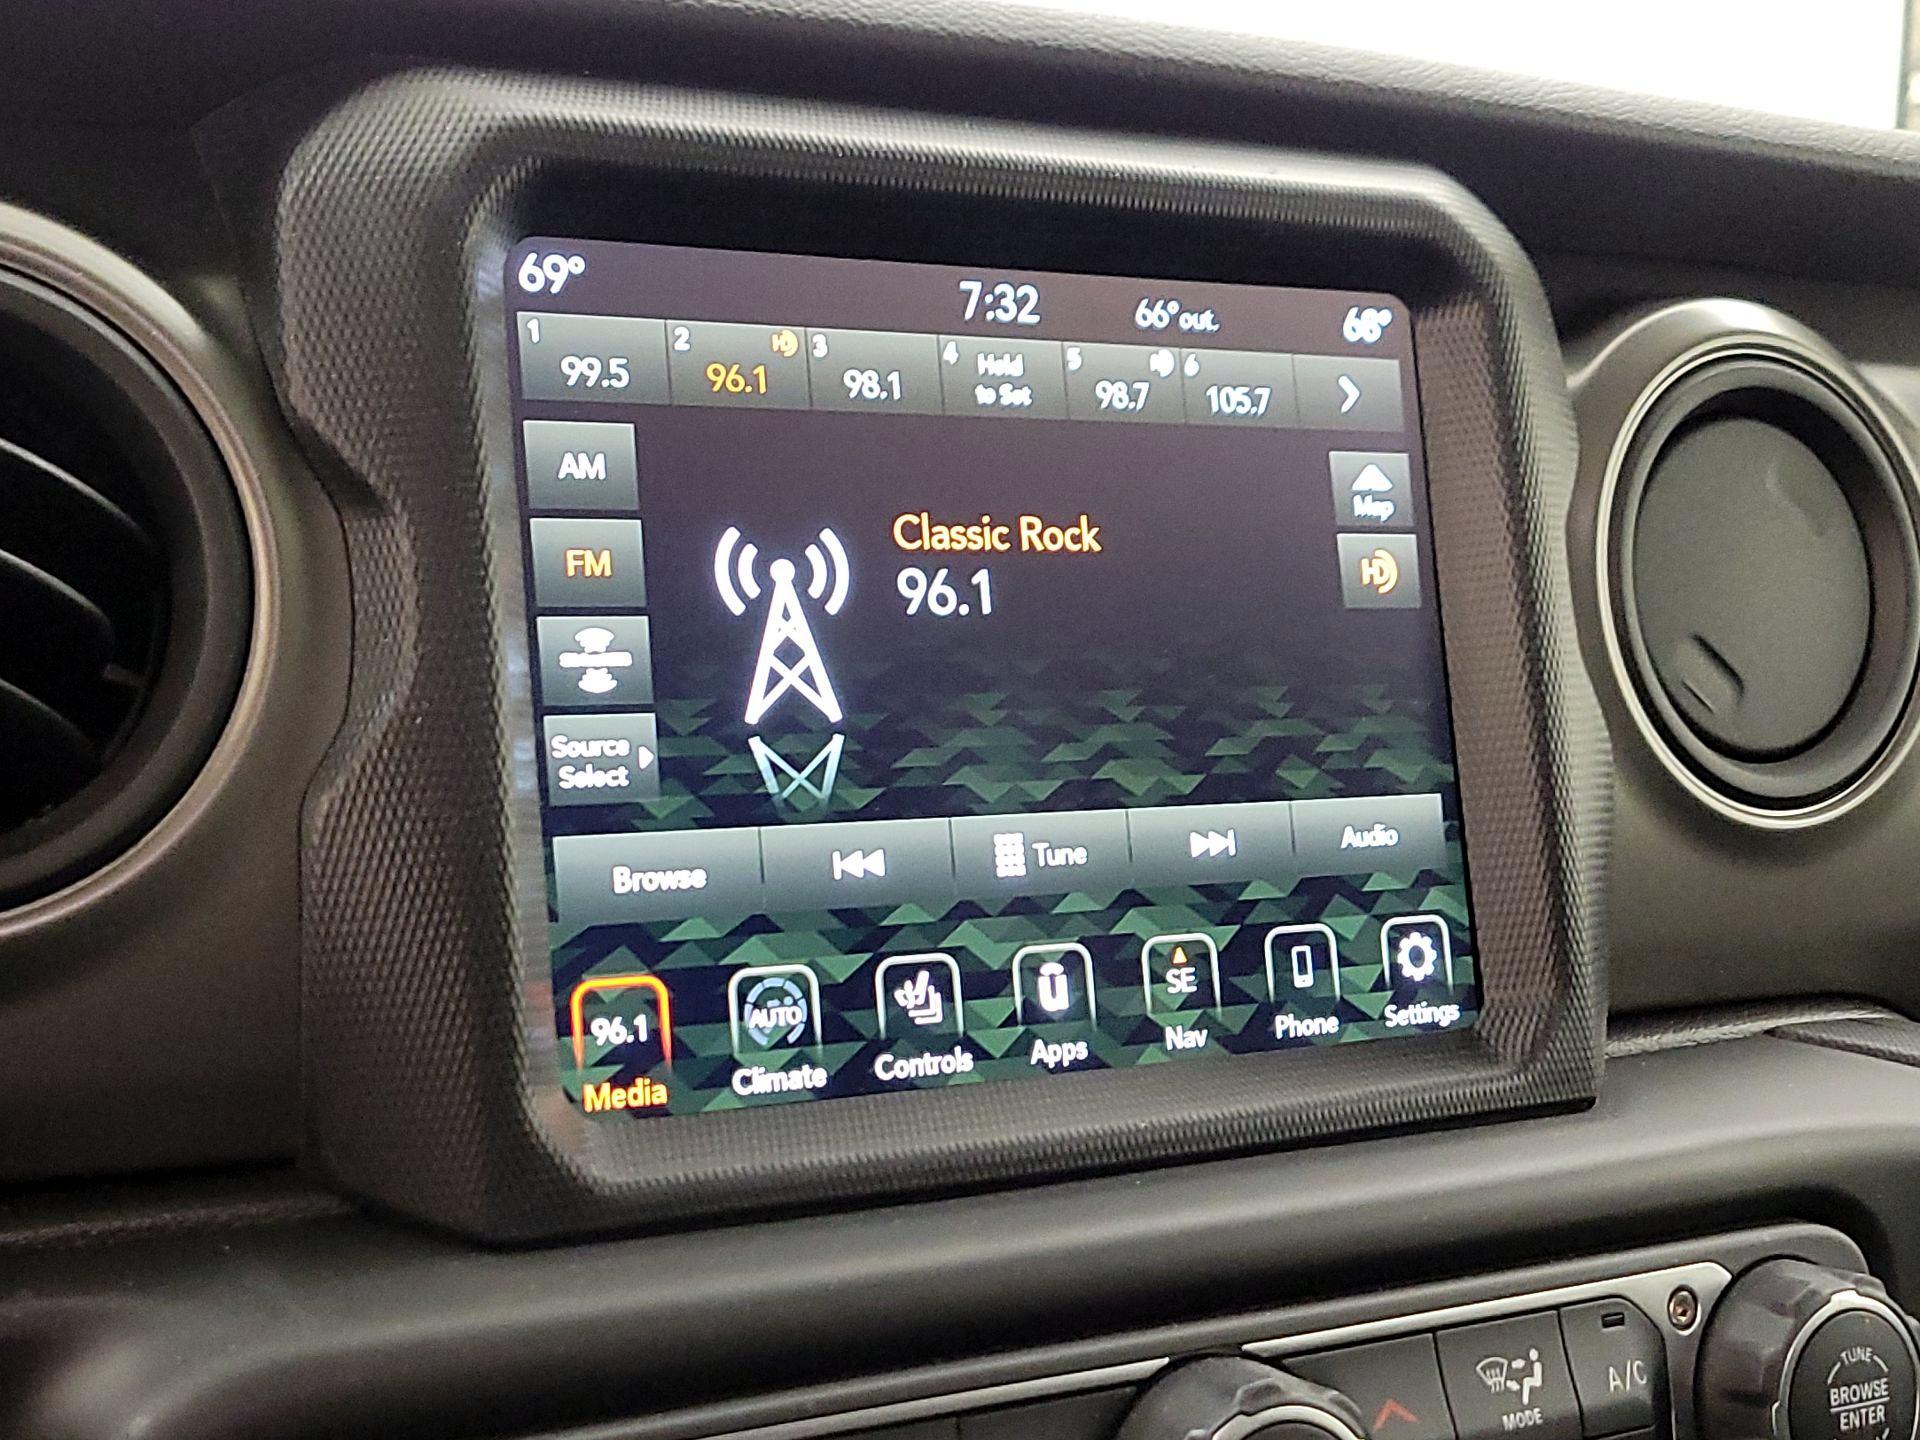 69°
7:32
66° out.
68°
1
99.5
2
HD
96.1
3
98.1
4
Hold
to Set
5
98.7
6
105.7
AM
FM
Source
Select
Classic Rock
96.1
Map
HD
Browse
Tune
Audio
96.1
Media
AUTO
Climate
Controls
Apps
SE
Nav
Phone
Settings
MODE
A/C
TUNE
BROWSE
ENTER